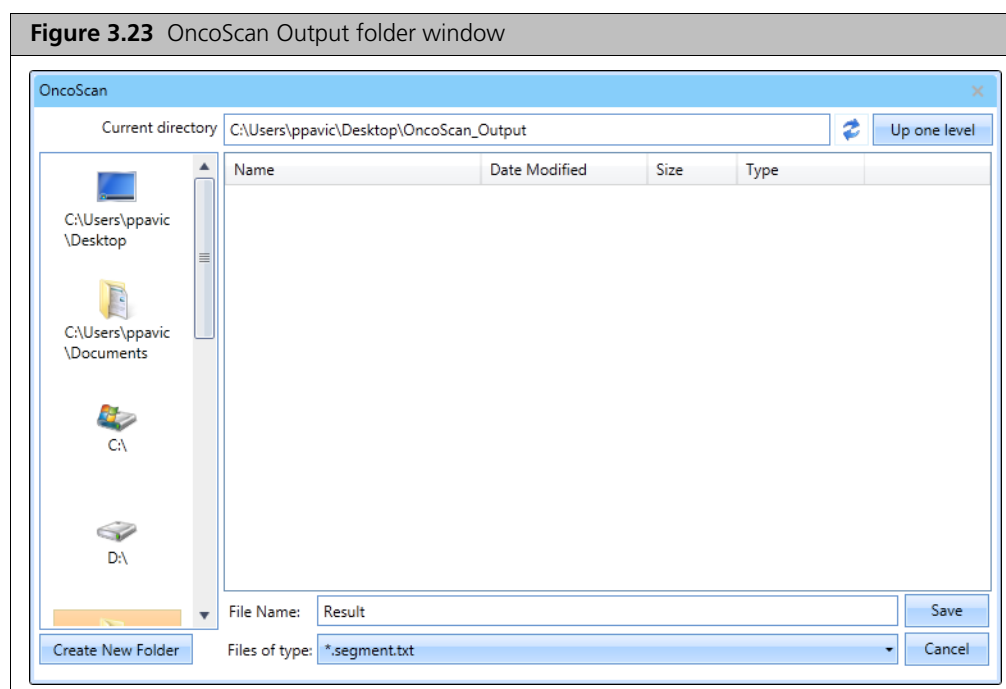 Figure 3.23 OncoScan Output folder window
OncoScan
Current directory C:\Users\ppavic\Desktop\OncoScan_Output Up one level
Name Date Modified Size Type
C:\Users\ppavic
\Desktop
C:\Users\ppavic
\Documents
C:\
D:\
File Name: Result Save
Create New Folder Files of type: *.segment.txt Cancel